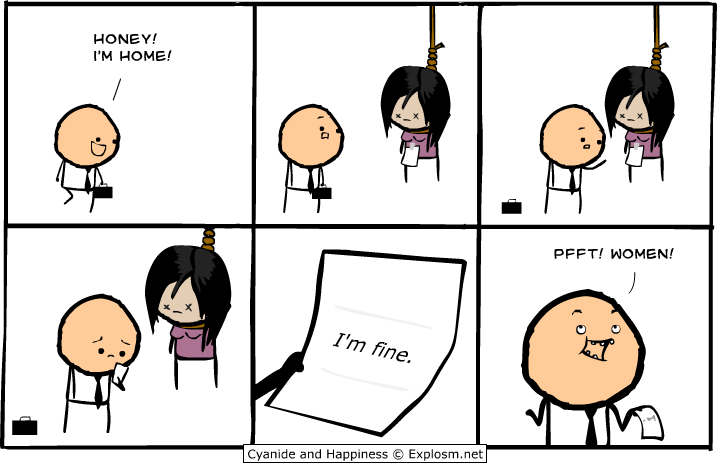 HONEY!
I'M HOME!
I'm fine.
PFFT! WOMEN!
Cyanide and Happiness © Explosm.net